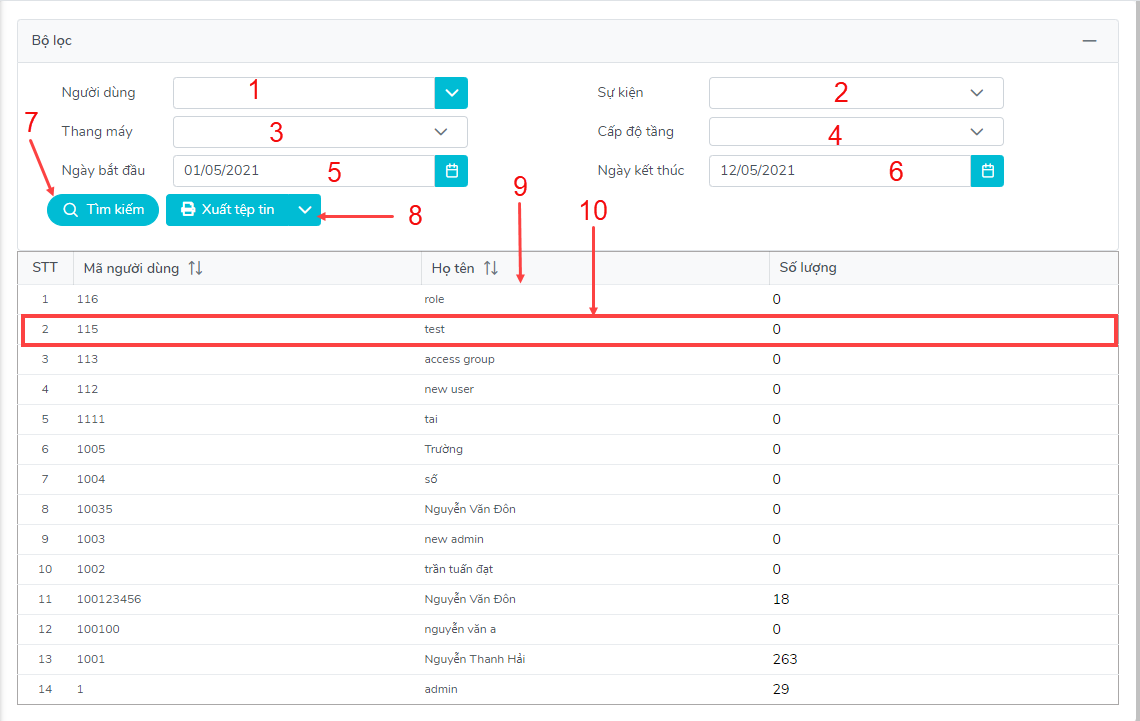 Bộ lọc
Người dùng 1 Sự kiện 2
7 Thang máy 3 Cấp độ tầng 4
Ngày bắt đầu 01/05/2021 5 Ngày kết thúc 12/05/2021 6
Tìm kiếm Xuất tệp tin 8 9 10
STT Mã người dùng Họ tên Số lượng
1 116 role 0
2 115 test 0
3 113 access group 0
4 112 new user 0
5 1111 tai 0
6 1005 Trường 0
7 1004 số 0
8 10035 Nguyễn Văn Đôn 0
9 1003 new admin 0
10 1002 trần tuấn đạt 0
11 100123456 Nguyễn Văn Đôn 18
12 100100 nguyễn văn a 0
13 1001 Nguyễn Thanh Hải 263
14 1 admin 29